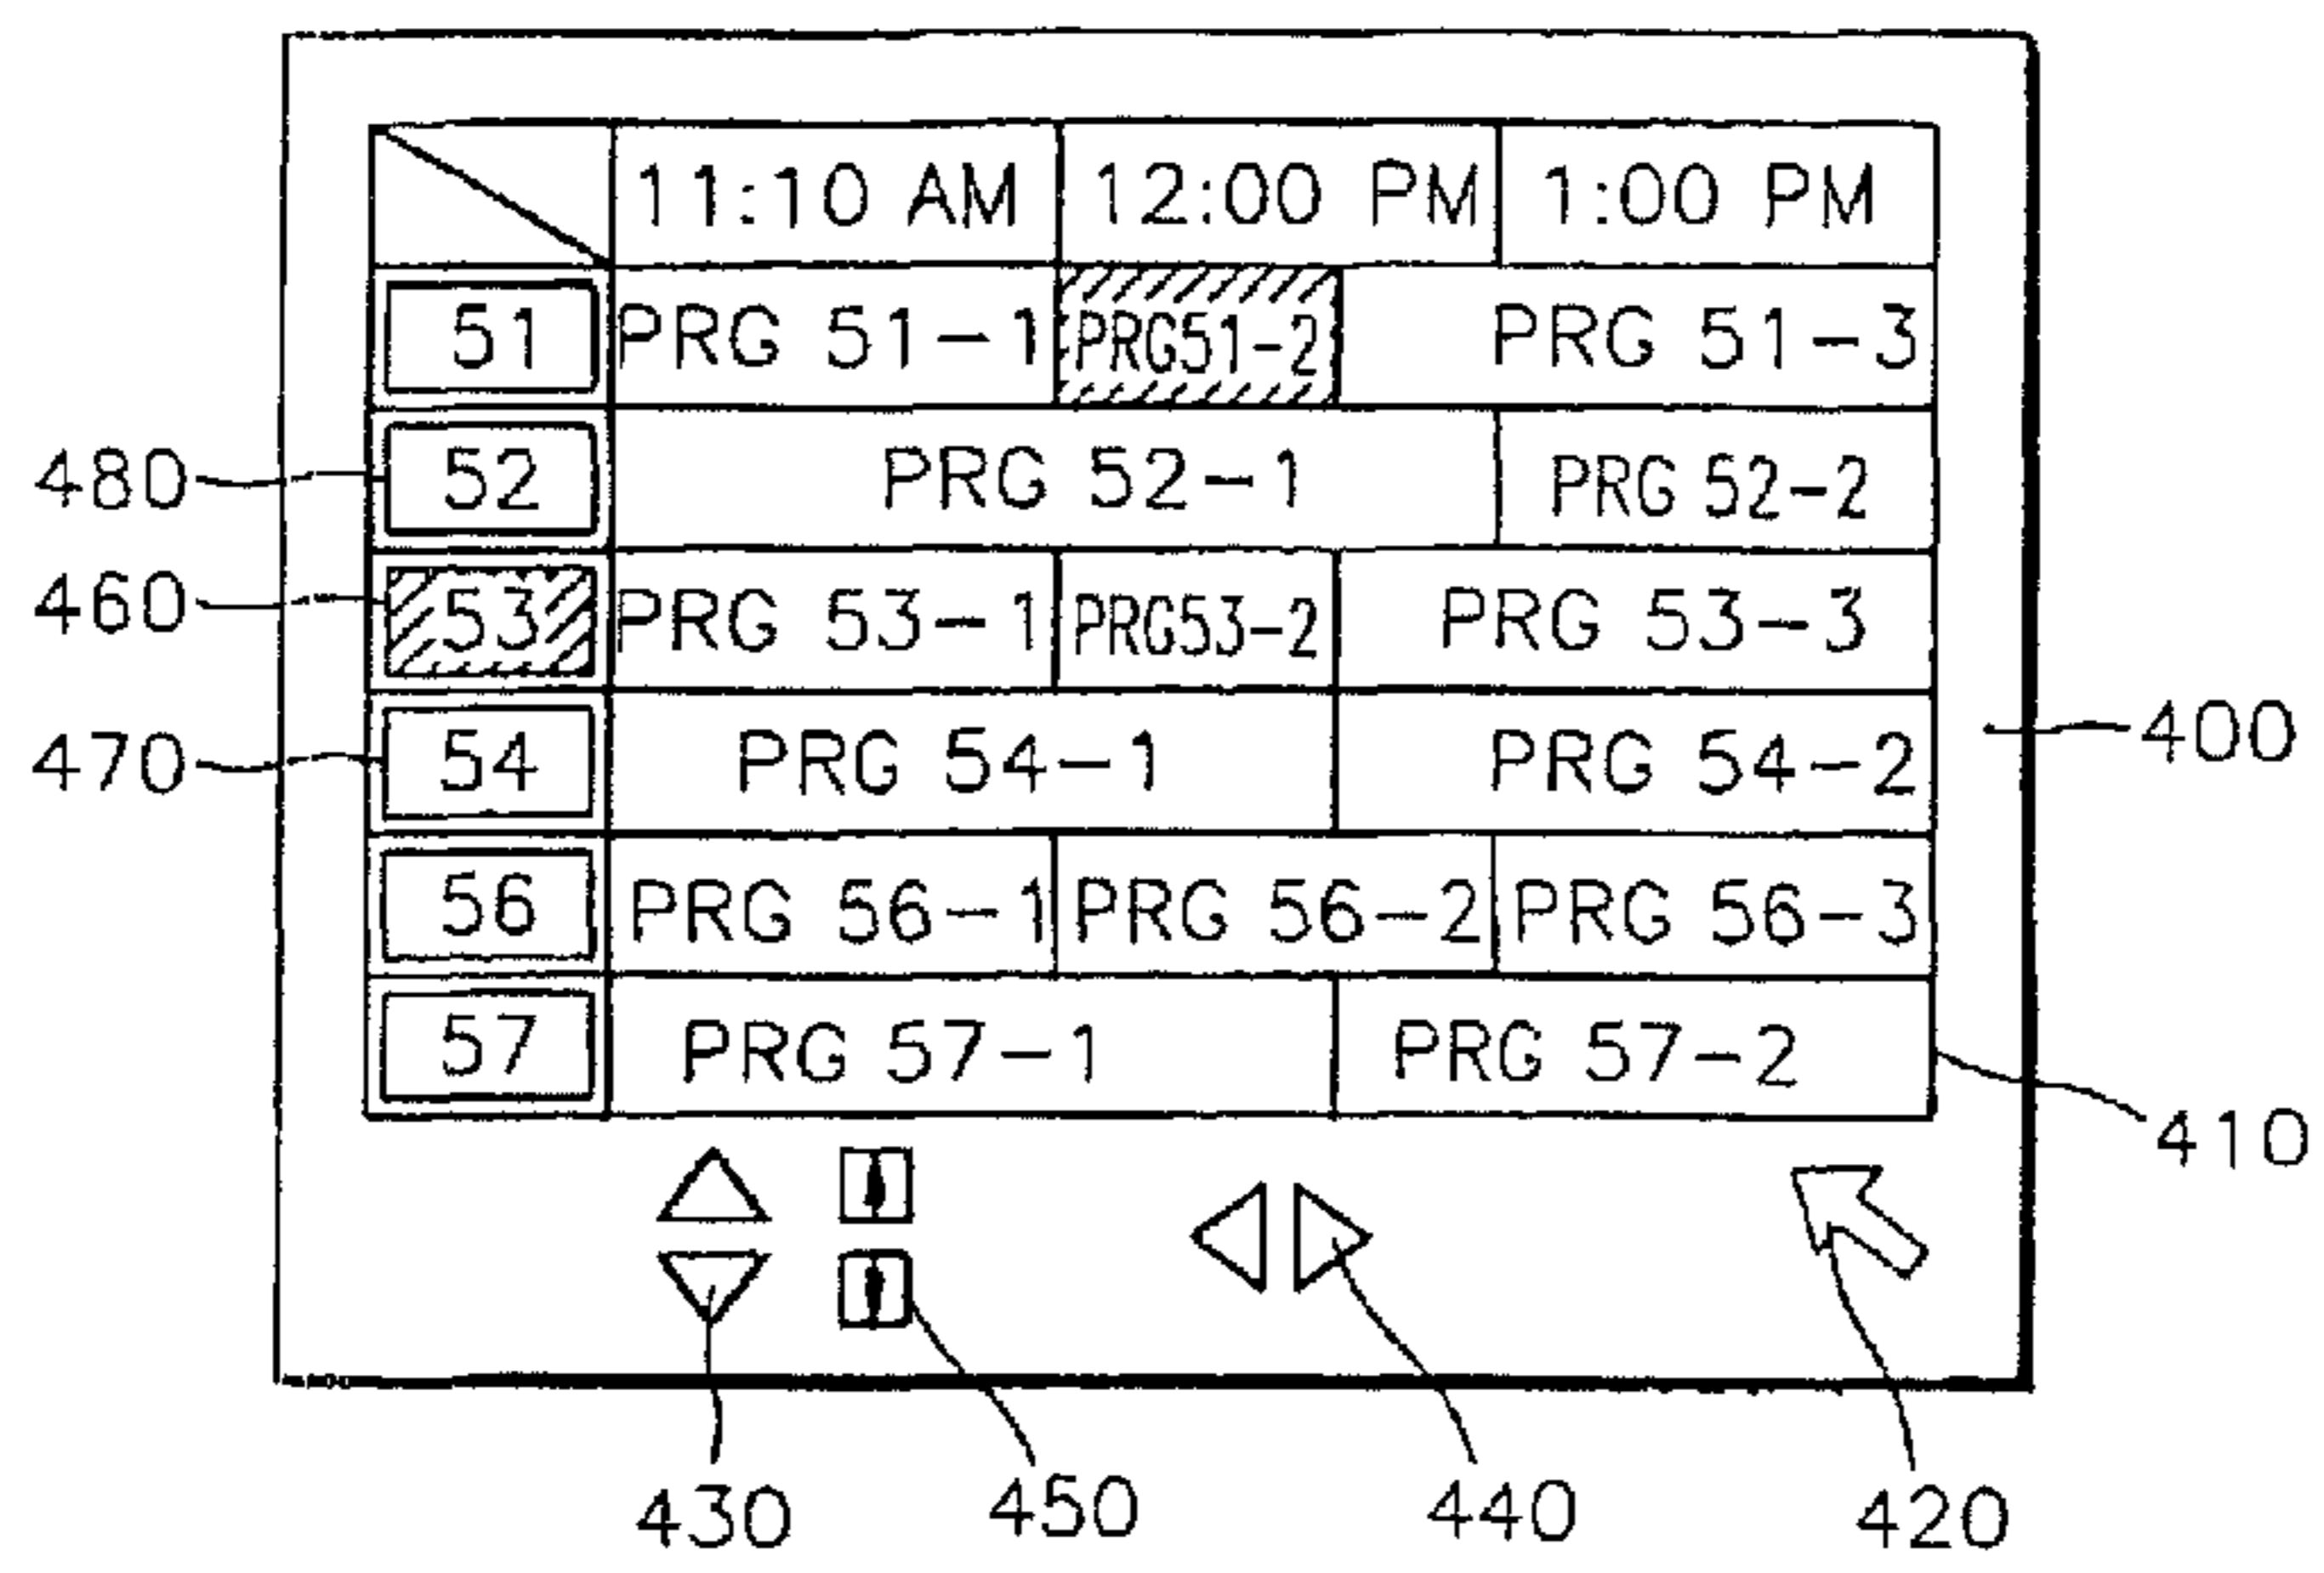 11:10 AM 12:00 PM 1:00 PM
51 PRG 51-1 PRG51-2 PRG 51-3
480 52 PRG 52-1 PRG 52-2
460 53 PRG 53-1 PRG53-2 PRG 53-3
470 54 PRG 54-1 PRG 54-2 400
56 PRG 56-1 PRG 56-2 PRG 56-3
57 PRG 57-1 PRG 57-2
410
430 450 440 420